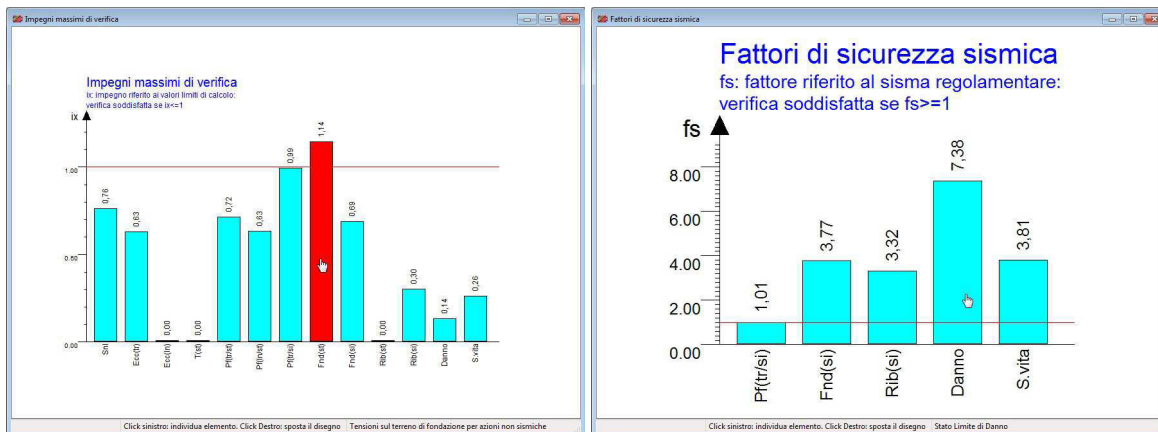 Impegni massimi di verifica
Impegni massimi di verifica
ix: impegno riferito ai valori limiti di calcolo:
verifica soddisfatta se ix<=1
ix
1.00
0.50
0.00
0,76
0,63
0,00
0,00
0,72
0,63
0,99
1,14
0,69
0,00
0,30
0,14
0,26
Snl
Ecc(tr)
Ecc(ln)
T(st)
Pf(tr/st)
Pf(ln/st)
Pf(tr/si)
Fnd(st)
Fnd(si)
Rib(st)
Rib(si)
Danno
S.vita
Click sinistro: individua elemento. Click Destro: sposta il disegno
Tensioni sul terreno di fondazione per azioni non sismiche
Fattori di sicurezza sismica
Fattori di sicurezza sismica
fs: fattore riferito al sisma regolamentare:
verifica soddisfatta se fs>=1
fs
8.00
6.00
4.00
2.00
0.00
1,01
3,77
3,32
7,38
3,81
Pf(tr/si)
Fnd(si)
Rib(si)
Danno
S.vita
Click sinistro: individua elemento. Click Destro: sposta il disegno
Stato Limite di Danno